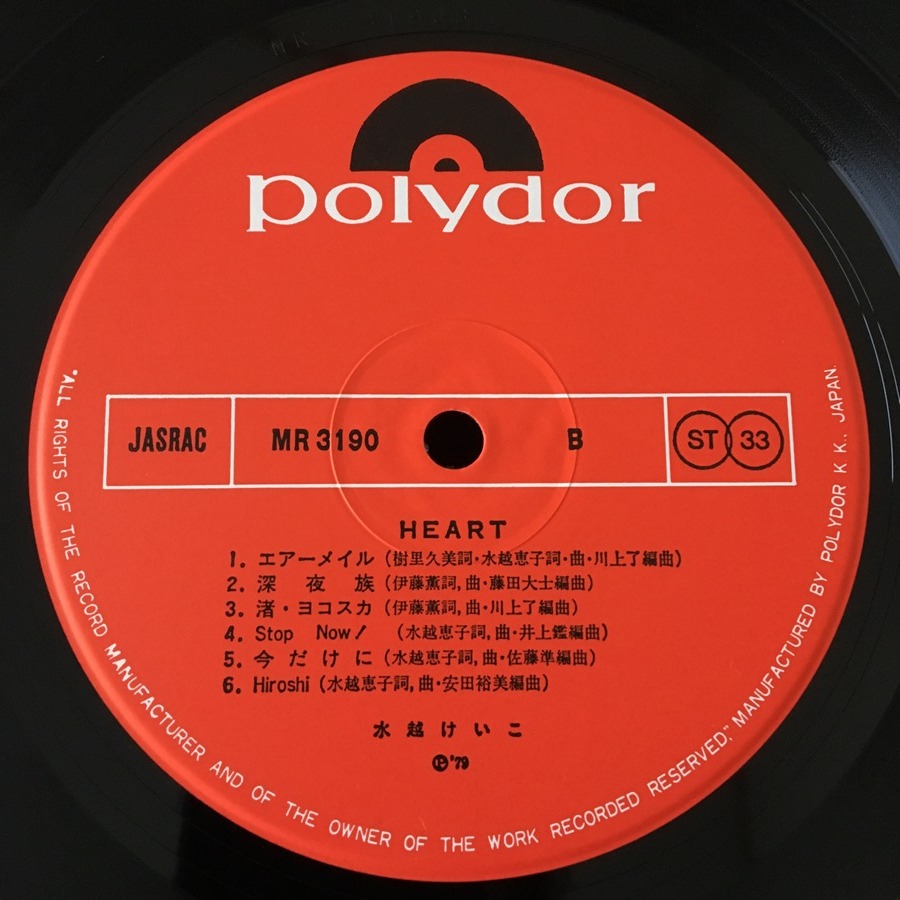 polydor
JASRAC MR 3190 B ST 33
HEART
1. エアーメイル (樹里久美詞・水越恵子詞・曲・川上了編曲)
2. 深夜族 (伊藤薫詞,曲・藤田大士編曲)
3. 渚・ヨコスカ (伊藤薫詞,曲・川上了編曲)
4. Stop Now! (水越恵子詞,曲・井上鑑編曲)
5. 今だけに (水越恵子詞,曲・佐藤準編曲)
6. Hiroshi (水越恵子詞,曲・安田裕美編曲)
水越けいこ
Ⓟ'79
"ALL RIGHTS OF THE RECORD MANUFACTURER AND OF THE OWNER OF THE WORK RECORDED RESERVED." MANUFACTURED BY POLYDOR K. K., JAPAN.